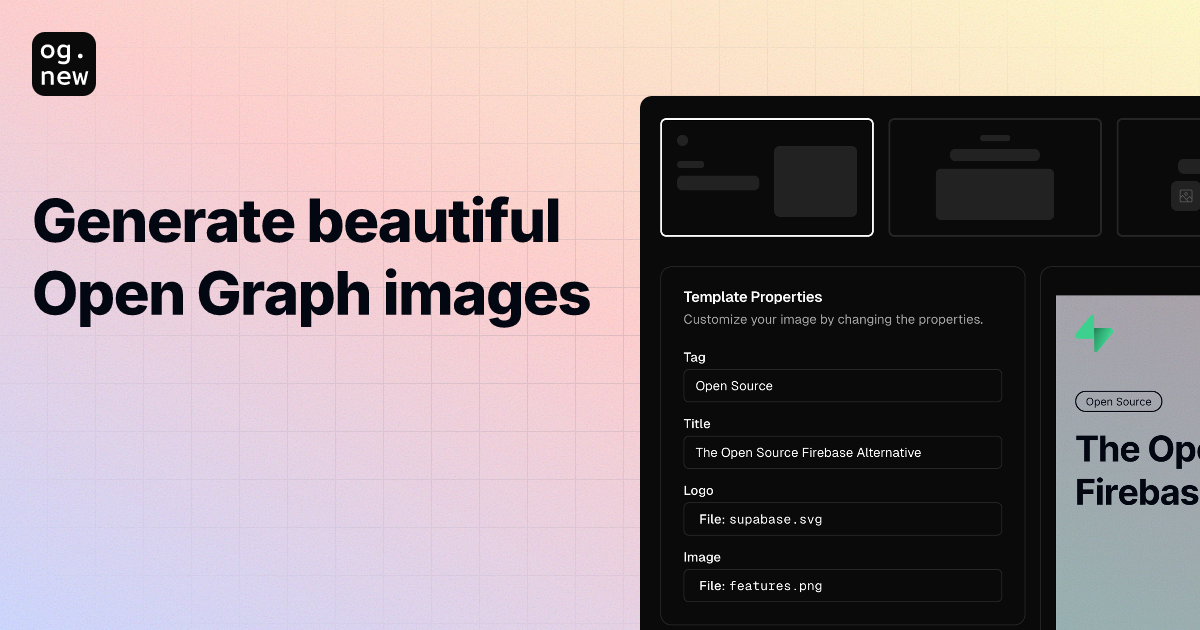 og.
new
Generate beautiful
Open Graph images
Template Properties
Customize your image by changing the properties.
Tag
Open Source
Title
The Open Source Firebase Alternative
Logo
File: supabase.svg
Image
File: features.png
Open Source
The Ope
Firebas